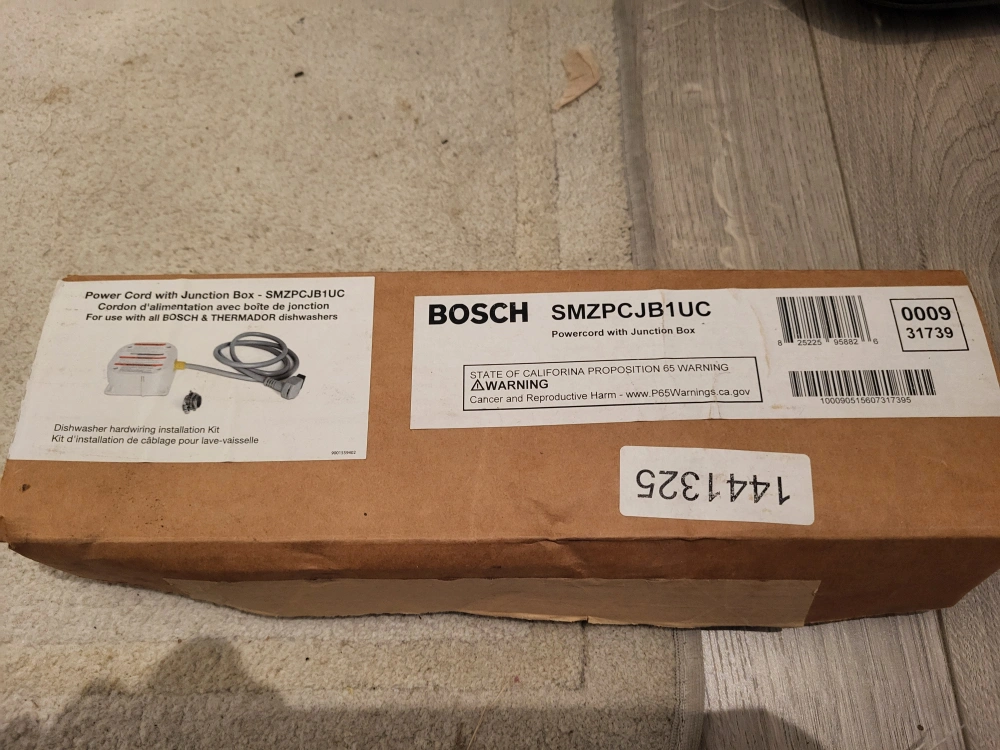 Power Cord with Junction Box - SMZPCJB1UC
Cordon d'alimentation avec boîte de jonction
For use with all BOSCH & THERMADOR dishwashers
Dishwasher hardwiring installation Kit
Kit d'installation de câblage pour lave-vaisselle
BOSCH SMZPCJB1UC
Powercord with Junction Box
STATE OF CALIFORINA PROPOSITION 65 WARNING
⚠WARNING
Cancer and Reproductive Harm - www.P65Warnings.ca.gov
8 25225 95882 6
0009
31739
100090515607317395
1441325